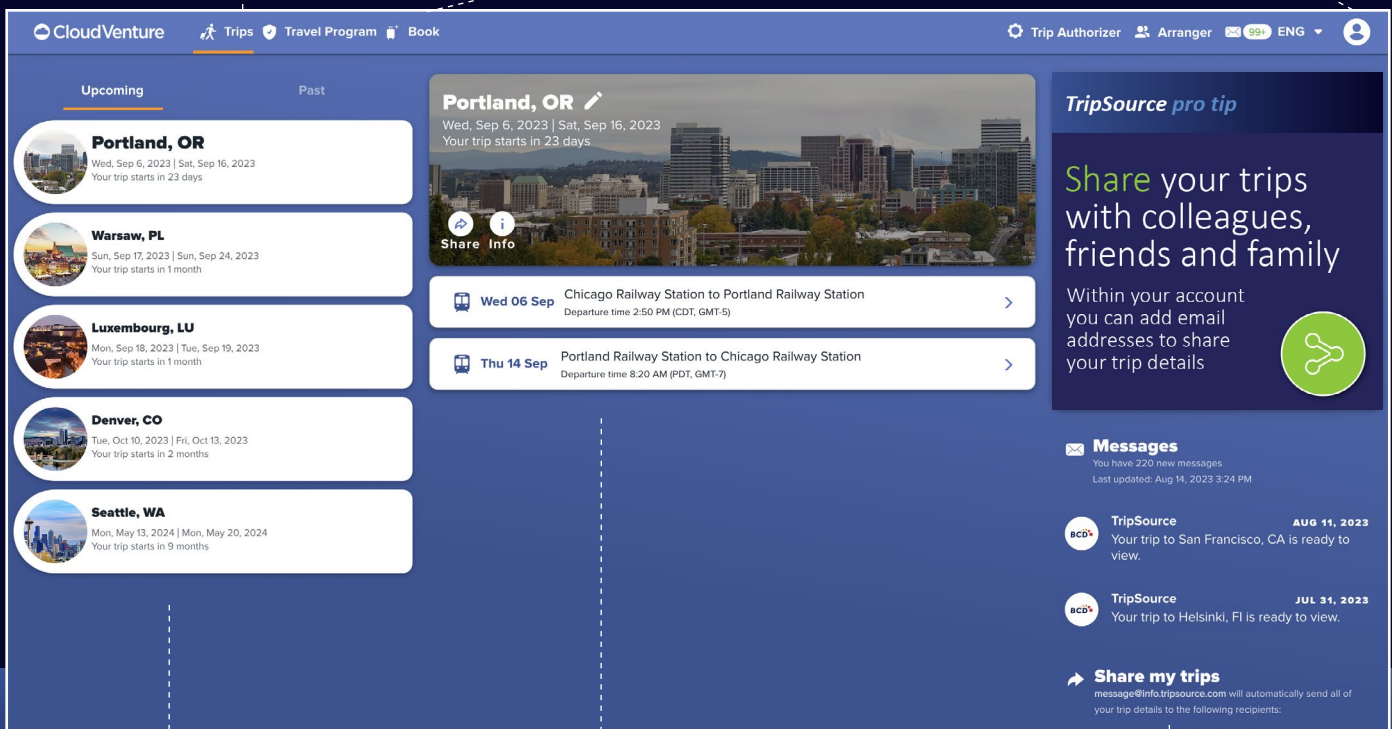 CloudVenture
Trips
Travel Program
Book
Trip Authorizer
Arranger
99+
ENG
Upcoming
Past
Portland, OR
Wed, Sep 6, 2023 | Sat, Sep 16, 2023
Your trip starts in 23 days
Warsaw, PL
Sun, Sep 17, 2023 | Sun, Sep 24, 2023
Your trip starts in 1 month
Luxembourg, LU
Mon, Sep 18, 2023 | Tue, Sep 19, 2023
Your trip starts in 1 month
Denver, CO
Tue, Oct 10, 2023 | Fri, Oct 13, 2023
Your trip starts in 2 months
Seattle, WA
Mon, May 13, 2024 | Mon, May 20, 2024
Your trip starts in 9 months
Portland, OR
Wed, Sep 6, 2023 | Sat, Sep 16, 2023
Your trip starts in 23 days
Share Info
Wed 06 Sep
Chicago Railway Station to Portland Railway Station
Departure time 2:50 PM (CDT, GMT-5)
Thu 14 Sep
Portland Railway Station to Chicago Railway Station
Departure time 8:20 AM (PDT, GMT-7)
TripSource pro tip
Share your trips
with colleagues,
friends and family
Within your account
you can add email
addresses to share
your trip details
Messages
You have 220 new messages
Last updated: Aug 14, 2023 3:24 PM
BCD
TripSource
AUG 11, 2023
Your trip to San Francisco, CA is ready to
view.
BCD
TripSource
JUL 31, 2023
Your trip to Helsinki, FI is ready to view.
Share my trips
message@info.tripsource.com will automatically send all of
your trip details to the following recipients: